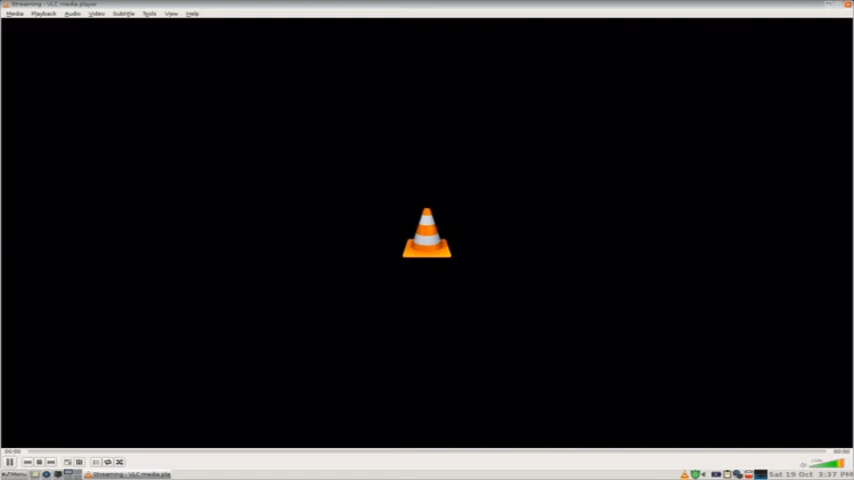 Streaming - VLC media player
Media Playback Audio Video Subtitle Tools View Help
00:00 00:00
Menu Streaming - VLC media pla Sat 19 Oct 3:37 PM